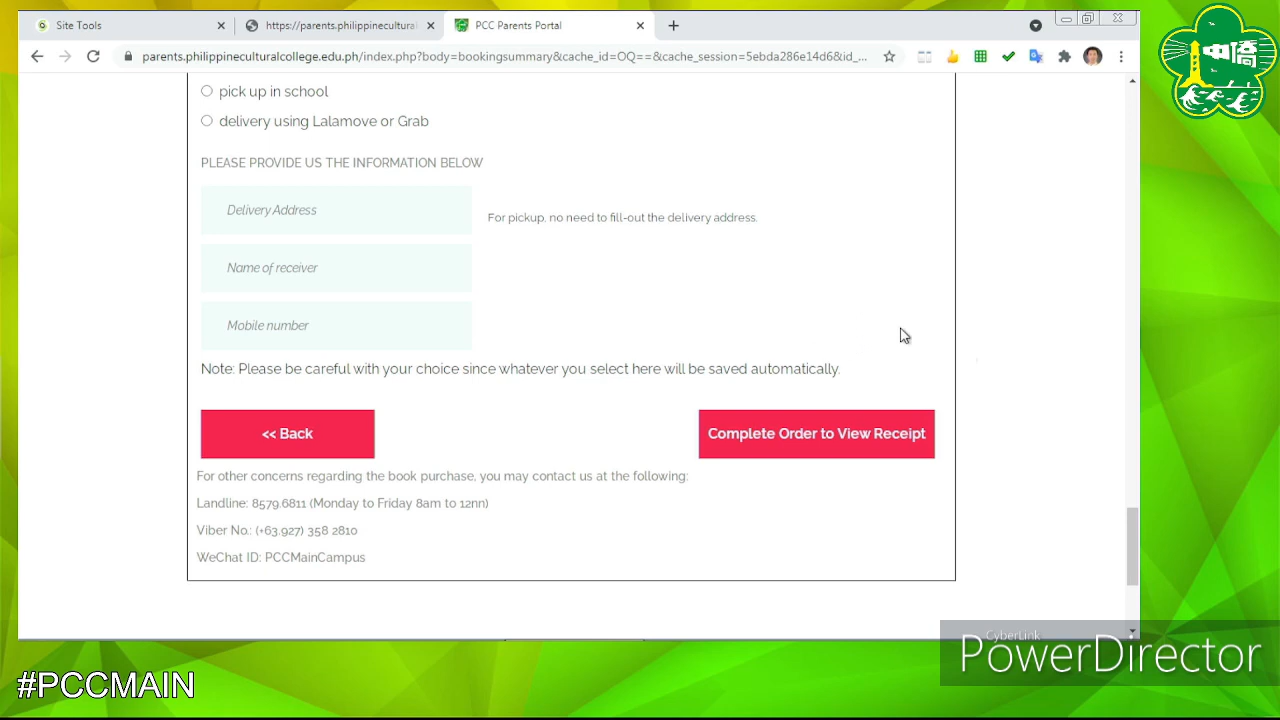 Site Tools
https://parents.philippinecultural
PCC Parents Portal
parents.philippineculturalcollege.edu.ph/index.php?body=bookingsummary&cache_id=OQ==&cache_session=5ebda286e14d6&id_...
pick up in school
delivery using Lalamove or Grab
PLEASE PROVIDE US THE INFORMATION BELOW
Delivery Address
For pickup, no need to fill-out the delivery address.
Name of receiver
Mobile number
Note: Please be careful with your choice since whatever you select here will be saved automatically.
<< Back
Complete Order to View Receipt
For other concerns regarding the book purchase, you may contact us at the following:
Landline: 8579.6811 (Monday to Friday 8am to 12nn)
Viber No.: (+63.927) 358 2810
WeChat ID: PCCMainCampus
中僑
CyberLink
PowerDirector
#PCCMAIN